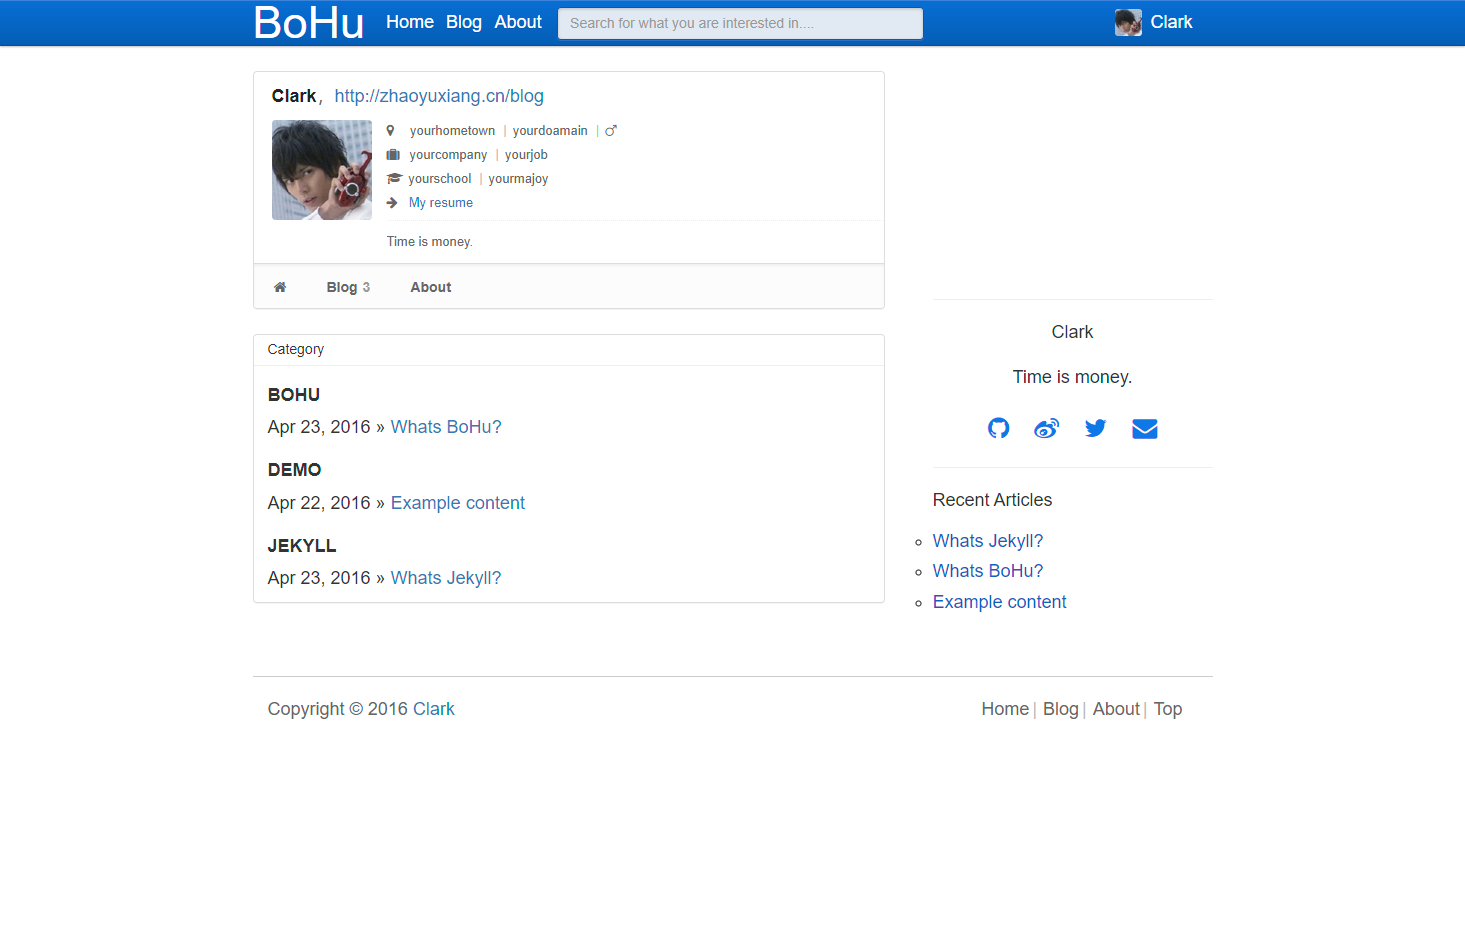 BoHu Home Blog About Search for what you are interested in.... Clark
Clark，http://zhaoyuxiang.cn/blog
yourhometown | yourdoamain |
yourcompany | yourjob
yourschool | yourmajoy
My resume
Time is money.
Blog 3 About
Category
BOHU
Apr 23, 2016 » Whats BoHu?
DEMO
Apr 22, 2016 » Example content
JEKYLL
Apr 23, 2016 » Whats Jekyll?
Clark
Time is money.
Recent Articles
Whats Jekyll?
Whats BoHu?
Example content
Copyright © 2016 Clark
Home | Blog | About | Top